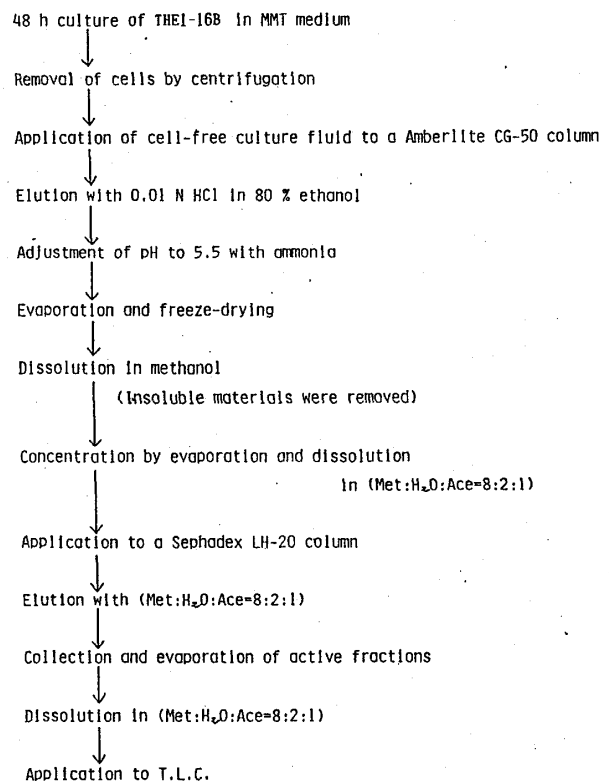 48 h culture of THEI-16B in MMT medium
Removal of cells by centrifugation
Application of cell-free culture fluid to a Amberlite CG-50 column
Elution with 0.01 N HCl in 80 % ethanol
Adjustment of pH to 5.5 with ammonia
Evaporation and freeze-drying
Dissolution in methanol
(Insoluble materials were removed)
Concentration by evaporation and dissolution
in (Met:H₂O:Ace=8:2:1)
Application to a Sephadex LH-20 column
Elution with (Met:H₂O:Ace=8:2:1)
Collection and evaporation of active fractions
Dissolution in (Met:H₂O:Ace=8:2:1)
Application to T.L.C.